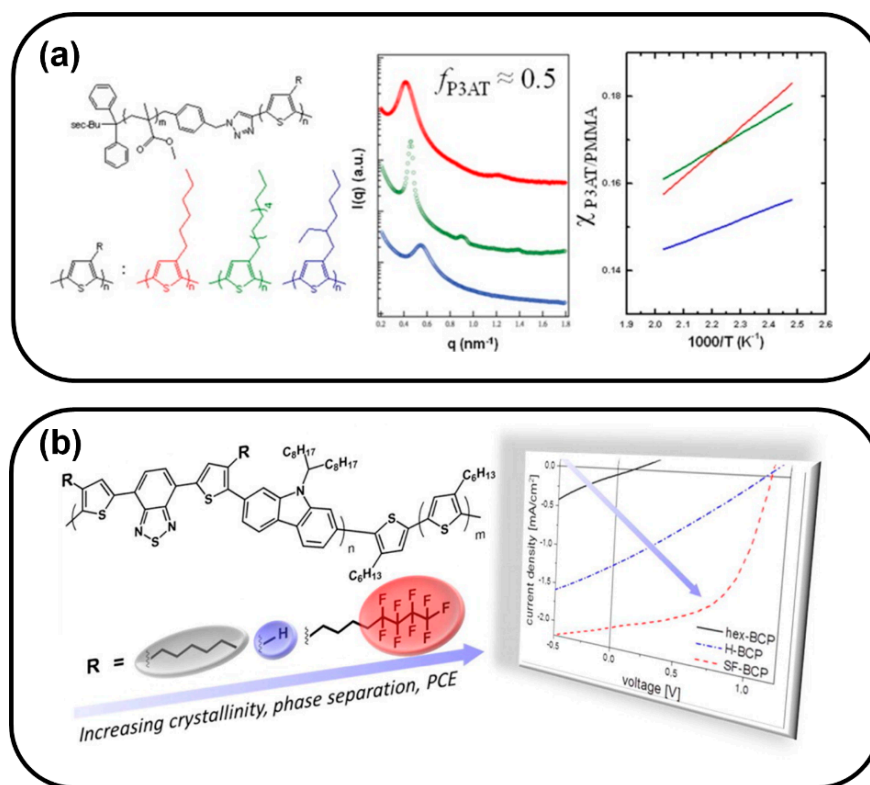 (a)
sec-Bu
m
O
O
N
N=N
S
R
n
R
S
n
:
S
n
4
S
n
S
n
f P3AT ≈ 0.5
I(q) (a.u.)
0.2 0.4 0.6 0.8 1.0 1.2 1.4 1.6 1.8
q (nm-1)
χ P3AT/PMMA
0.18
0.16
0.14
1.9 2.0 2.1 2.2 2.3 2.4 2.5 2.6
1000/T (K-1)
(b)
R
S
N
S
N
R
S
C8H17
C8H17
N
n
S
C6H13
C6H13
S
m
R =
H
F F F F
F
F F F F
Increasing crystallinity, phase separation, PCE
current density [mA/cm2]
0.0
-0.5
-1.0
-1.5
-2.0
-0.5 0.0 0.5 1.0
voltage [V]
hex-BCP
H-BCP
SF-BCP